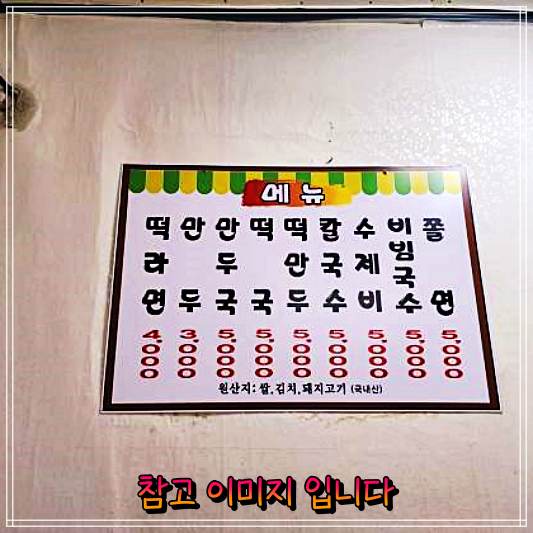 메뉴
떡라면 4,000
만두 3,000
만두국 5,000
떡국 5,000
떡만두 5,000
칼국수 5,000
수제비 5,000
비빔국수 5,000
쫄면 5,000
원산지: 쌀,김치,돼지고기 (국내산)
참고 이미지 입니다